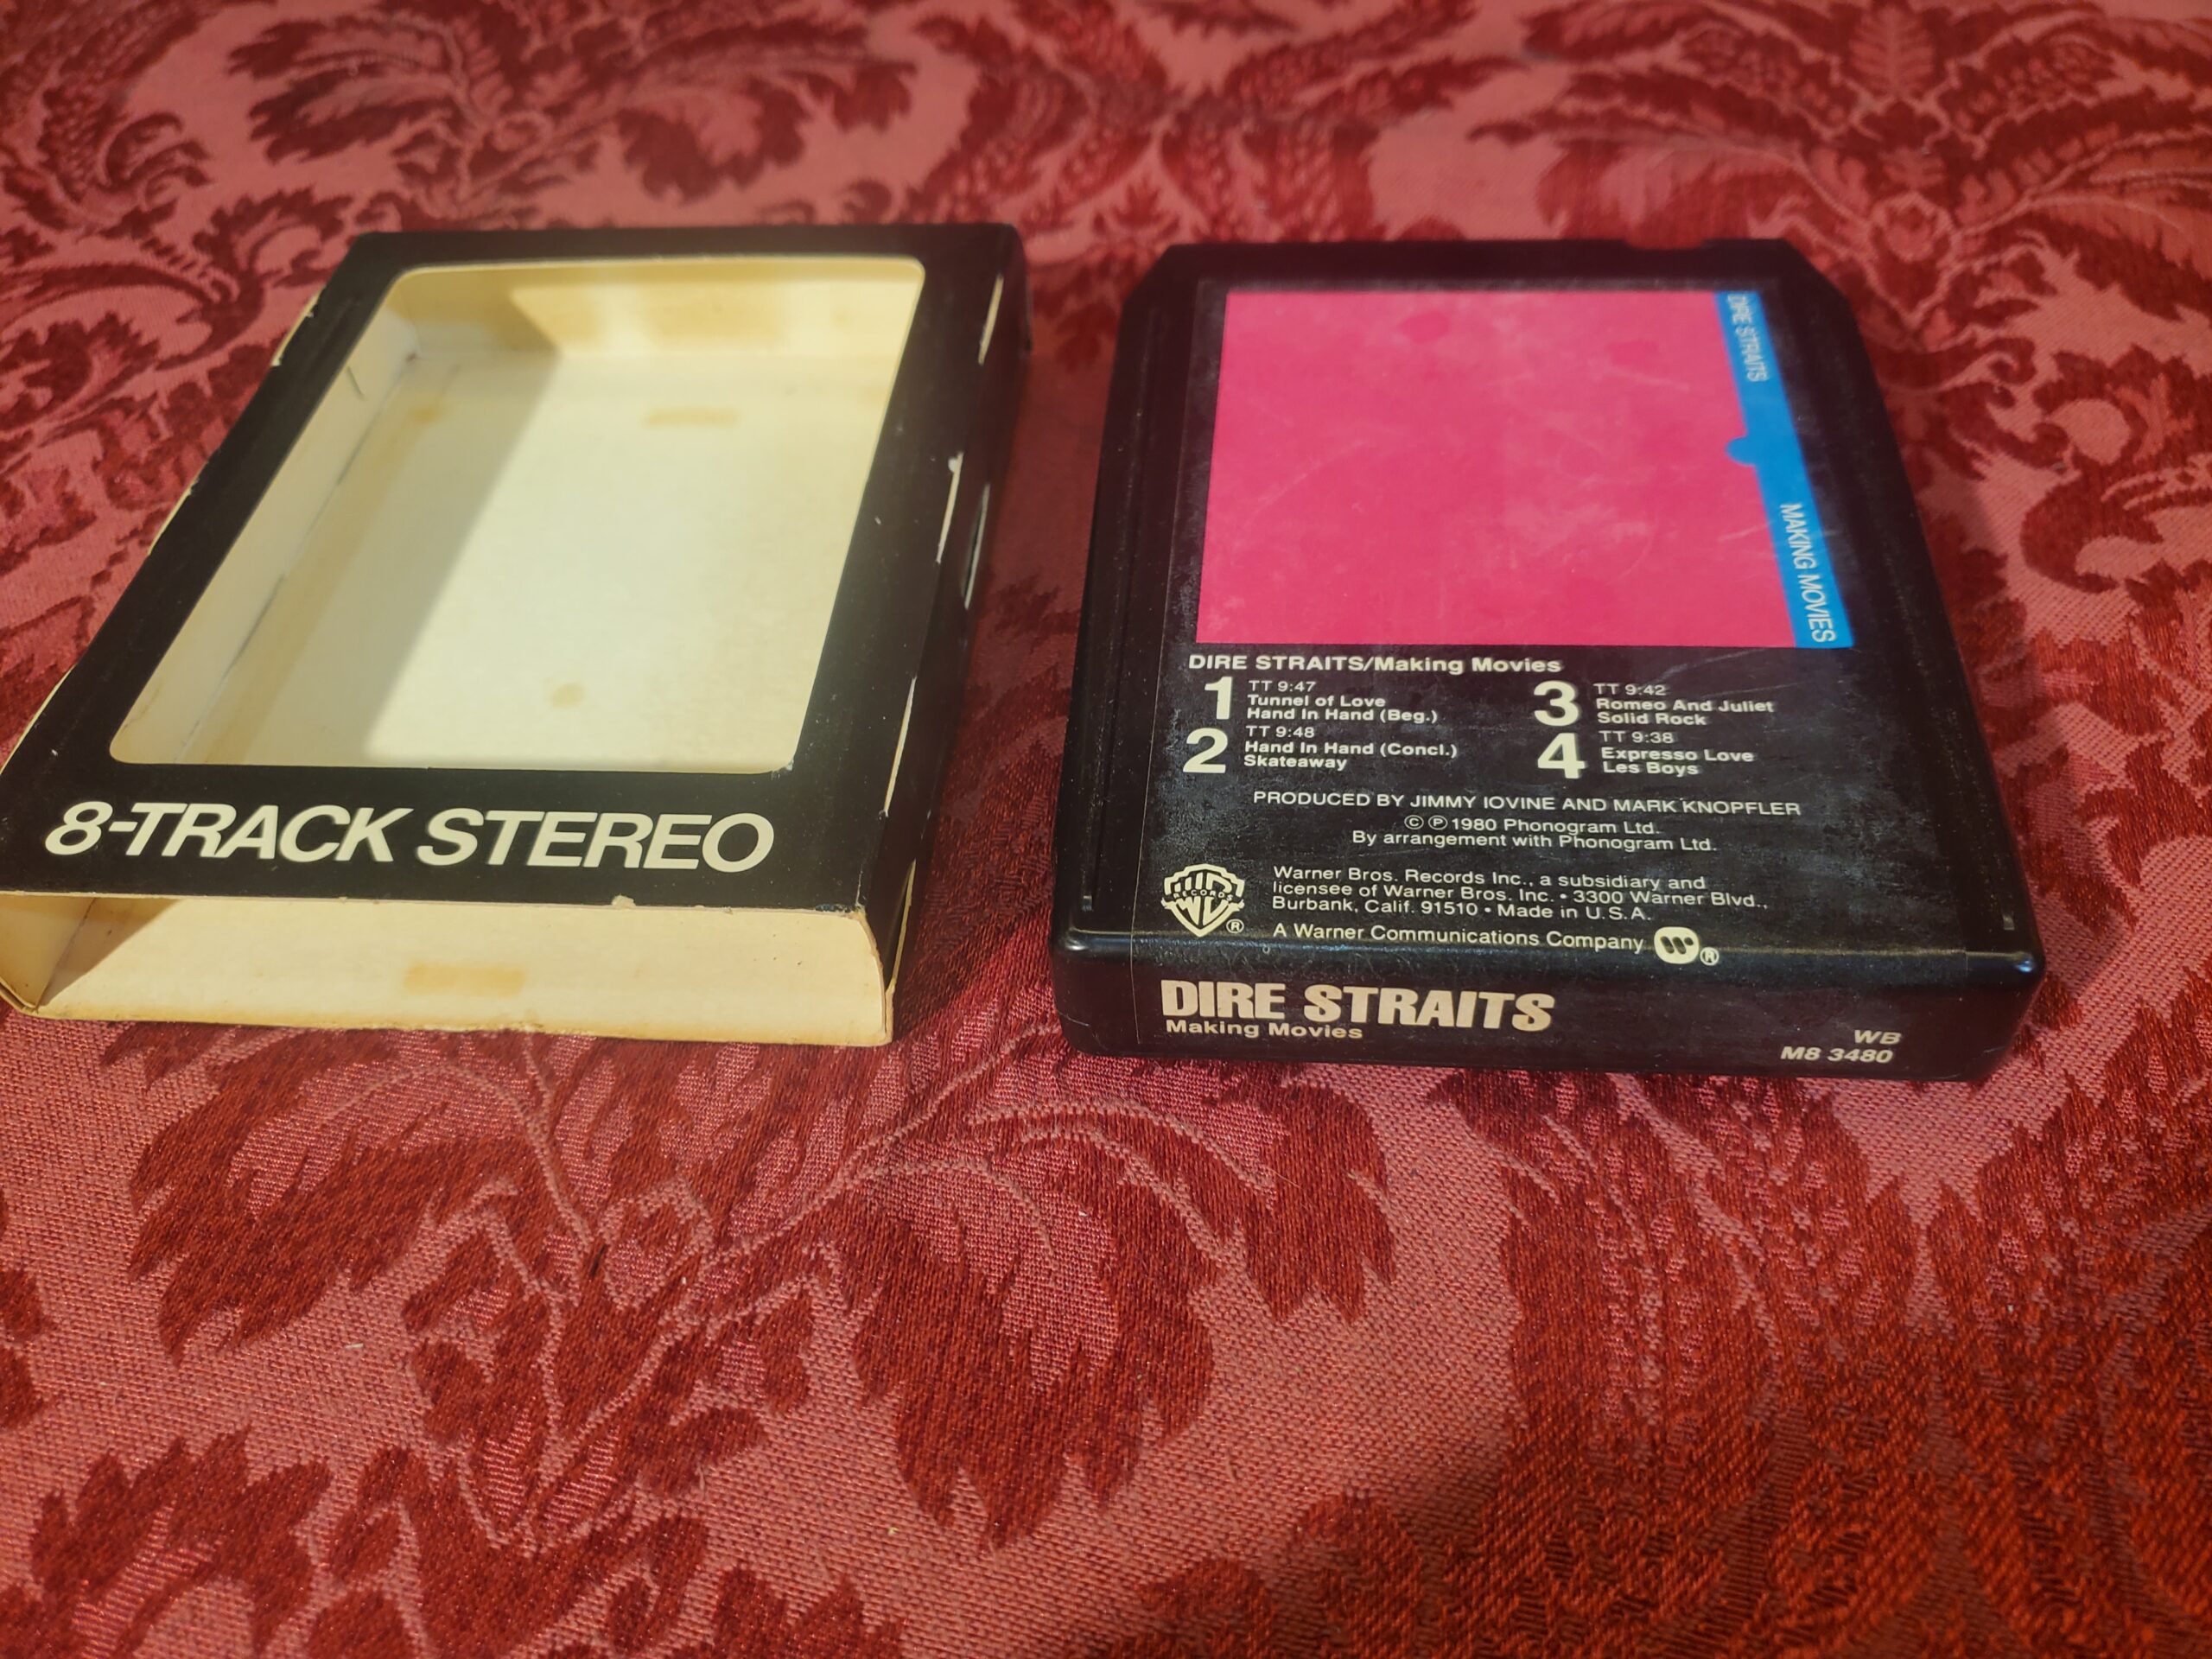 8-TRACK STEREO
DIRE STRAITS
MAKING MOVIES
DIRE STRAITS/Making Movies
1
TT 9:47
Tunnel of Love
Hand In Hand (Beg.)
2
TT 9:48
Hand In Hand (Concl.)
Skateaway
3
TT 9:42
Romeo And Juliet
Solid Rock
4
TT 9:38
Expresso Love
Les Boys
PRODUCED BY JIMMY IOVINE AND MARK KNOPFLER
© ℗ 1980 Phonogram Ltd.
By arrangement with Phonogram Ltd.
RECORDS
®
Warner Bros. Records Inc., a subsidiary and
licensee of Warner Bros. Inc. • 3300 Warner Blvd.,
Burbank, Calif. 91510 • Made in U.S.A.
A Warner Communications Company ®
DIRE STRAITS
Making Movies
WB
M8 3480